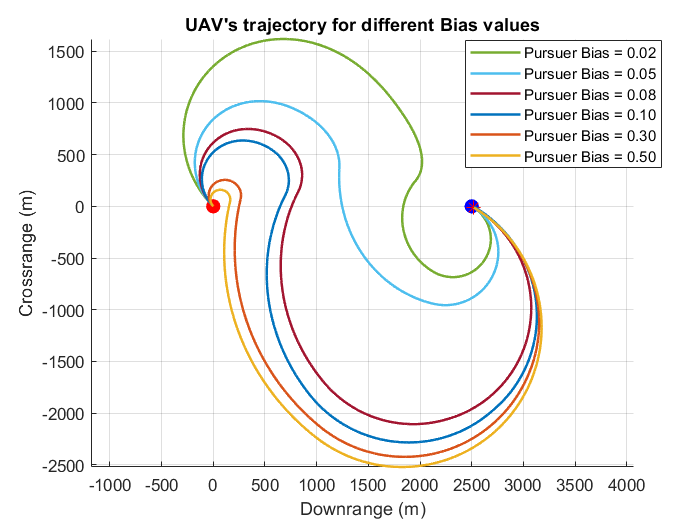 UAV's trajectory for different Bias values
Pursuer Bias = 0.02
Pursuer Bias = 0.05
Pursuer Bias = 0.08
Pursuer Bias = 0.10
Pursuer Bias = 0.30
Pursuer Bias = 0.50
Crossrange (m)
1500
1000
500
0
-500
-1000
-1500
-2000
-2500
-1000 -500 0 500 1000 1500 2000 2500 3000 3500 4000
Downrange (m)